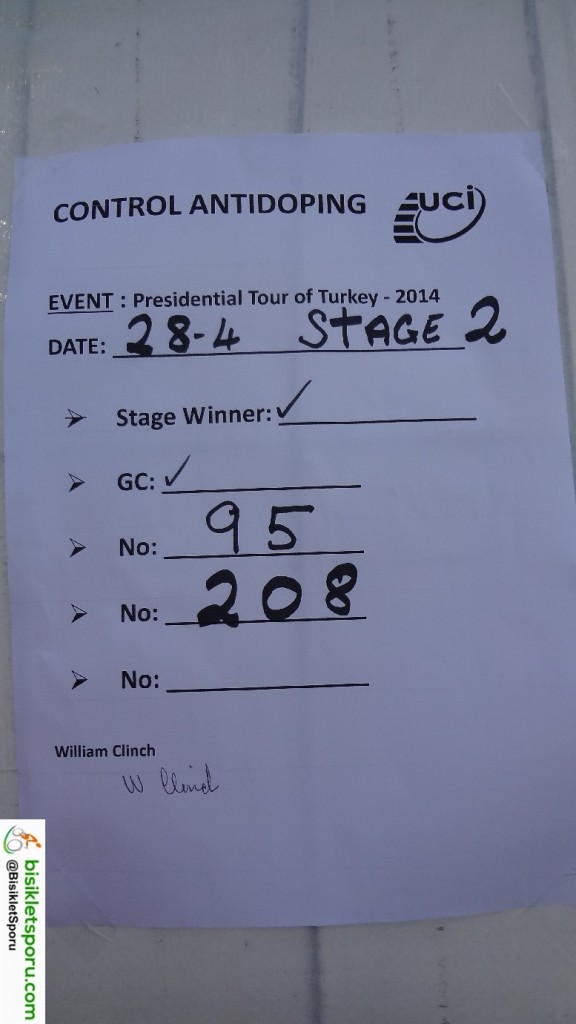 CONTROL ANTIDOPING UCI
EVENT : Presidential Tour of Turkey - 2014
DATE: 28-4 STAGE 2
Stage Winner: ✓
GC: ✓
No: 95
No: 208
No:
William Clinch
W Clinch
bisikletsporu.com
@BisikletSporu